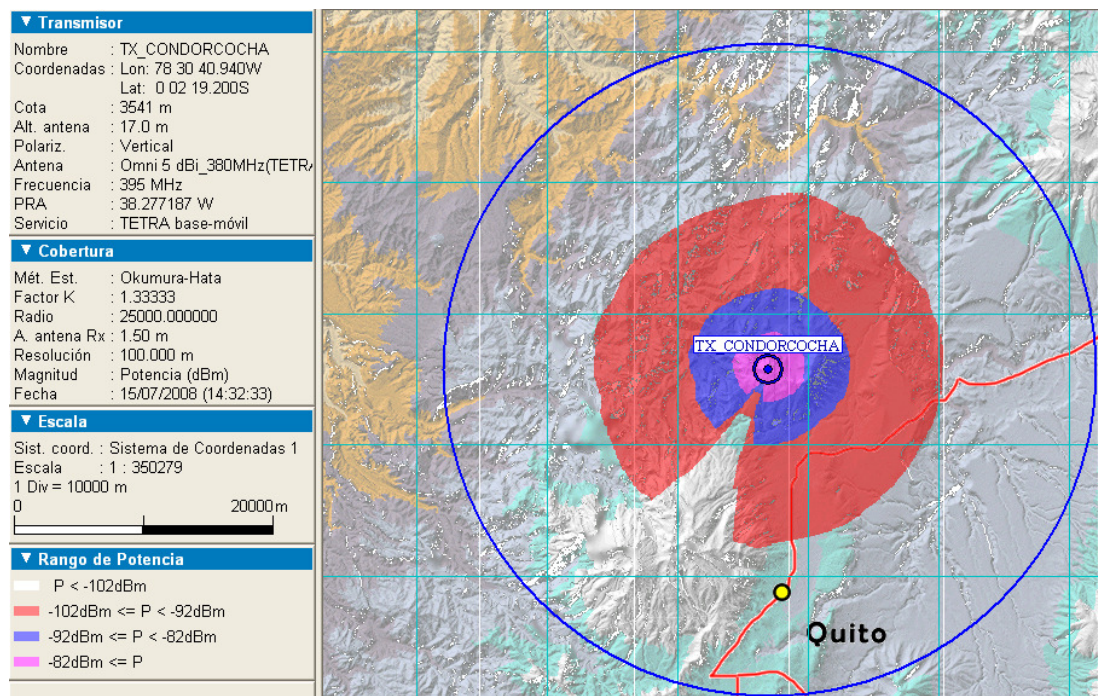 Transmisor
Nombre : TX_CONDORCOCHA
Coordenadas : Lon: 78 30 40.940W
Lat: 0 02 19.200S
Cota : 3541 m
Alt. antena : 17.0 m
Polariz. : Vertical
Antena : Omni 5 dBi_380MHz(TETRA
Frecuencia : 395 MHz
PRA : 38.277187 W
Servicio : TETRA base-móvil
Cobertura
Mét. Est. : Okumura-Hata
Factor K : 1.33333
Radio : 25000.000000
A. antena Rx : 1.50 m
Resolución : 100.000 m
Magnitud : Potencia (dBm)
Fecha : 15/07/2008 (14:32:33)
Escala
Sist. coord. : Sistema de Coordenadas 1
Escala : 1 : 350279
1 Div = 10000 m
0 20000m
Rango de Potencia
P < -102dBm
-102dBm <= P < -92dBm
-92dBm <= P < -82dBm
-82dBm <= P
TX_CONDORCOCHA
Quito